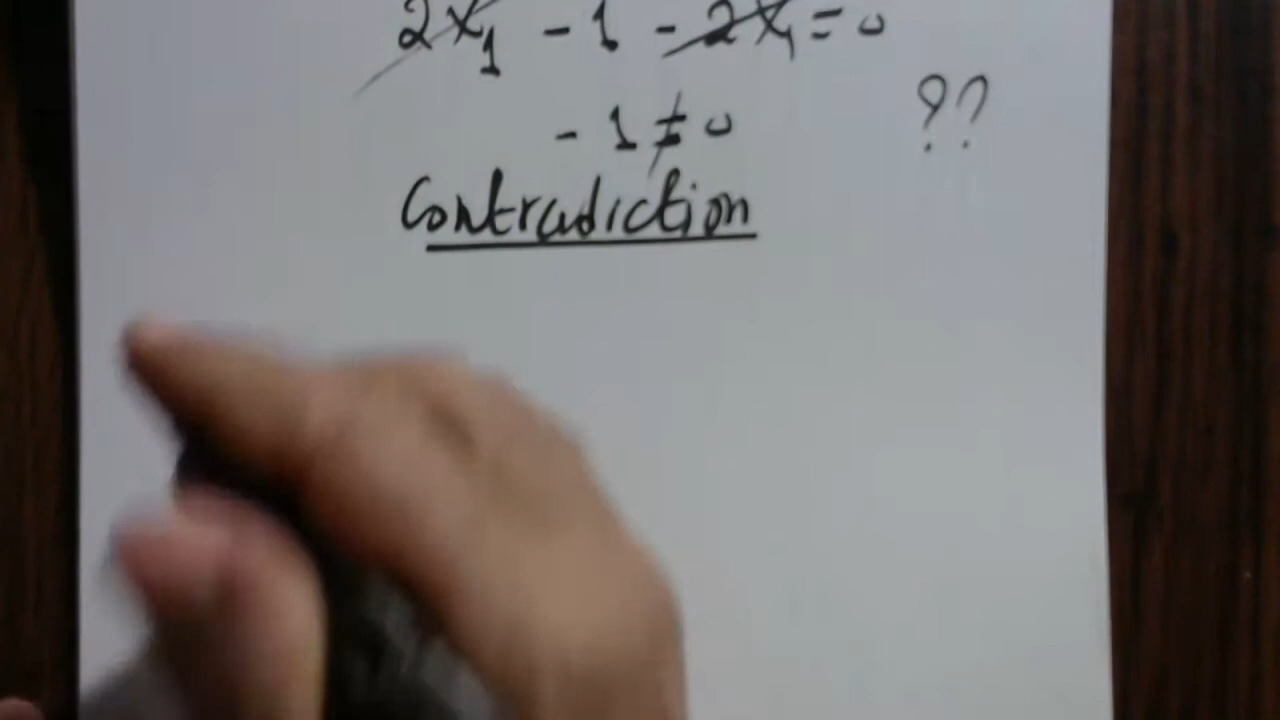 2x₁ - 1 - 2x₁ = 0
- 1 ≠ 0 ??
Contradiction